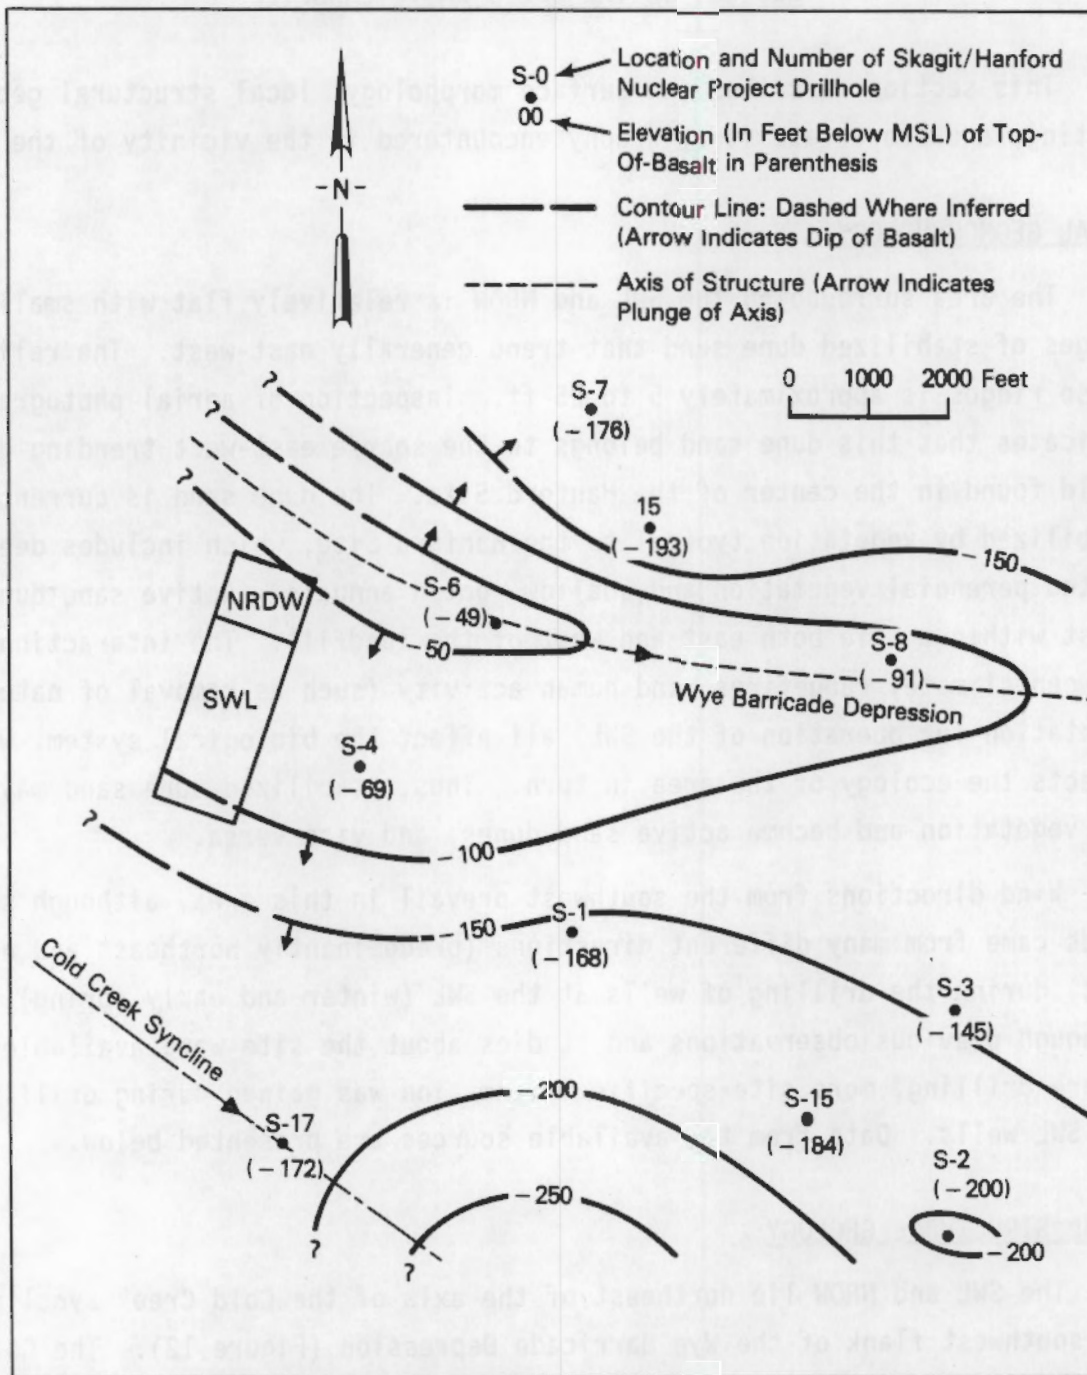 S-0
00
Location and Number of Skagit/Hanford
Nuclear Project Drillhole
Elevation (In Feet Below MSL) of Top-
Of-Basalt in Parenthesis
-N-
Contour Line: Dashed Where Inferred
(Arrow Indicates Dip of Basalt)
Axis of Structure (Arrow Indicates
Plunge of Axis)
0 1000 2000 Feet
?
?
?
S-7
(-176)
15
(-193)
-150
NRDW
S-6
(-49)
-50
S-8
(-91)
Wye Barricade Depression
SWL
S-4
(-69)
?
-100
-150
S-1
(-168)
Cold Creek Syncline
S-3
(-145)
-200
S-17
(-172)
S-15
(-184)
S-2
(-200)
-250
-200
?
?